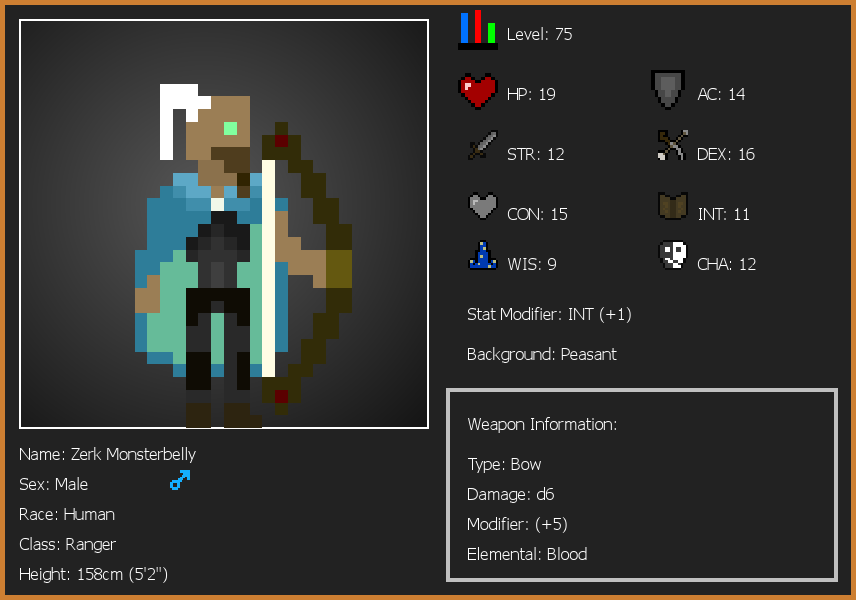 Level: 75
HP: 19
AC: 14
STR: 12
DEX: 16
CON: 15
INT: 11
WIS: 9
CHA: 12
Stat Modifier: INT (+1)
Background: Peasant
Weapon Information:
Type: Bow
Damage: d6
Modifier: (+5)
Elemental: Blood
Name: Zerk Monsterbelly
Sex: Male
Race: Human
Class: Ranger
Height: 158cm (5'2")